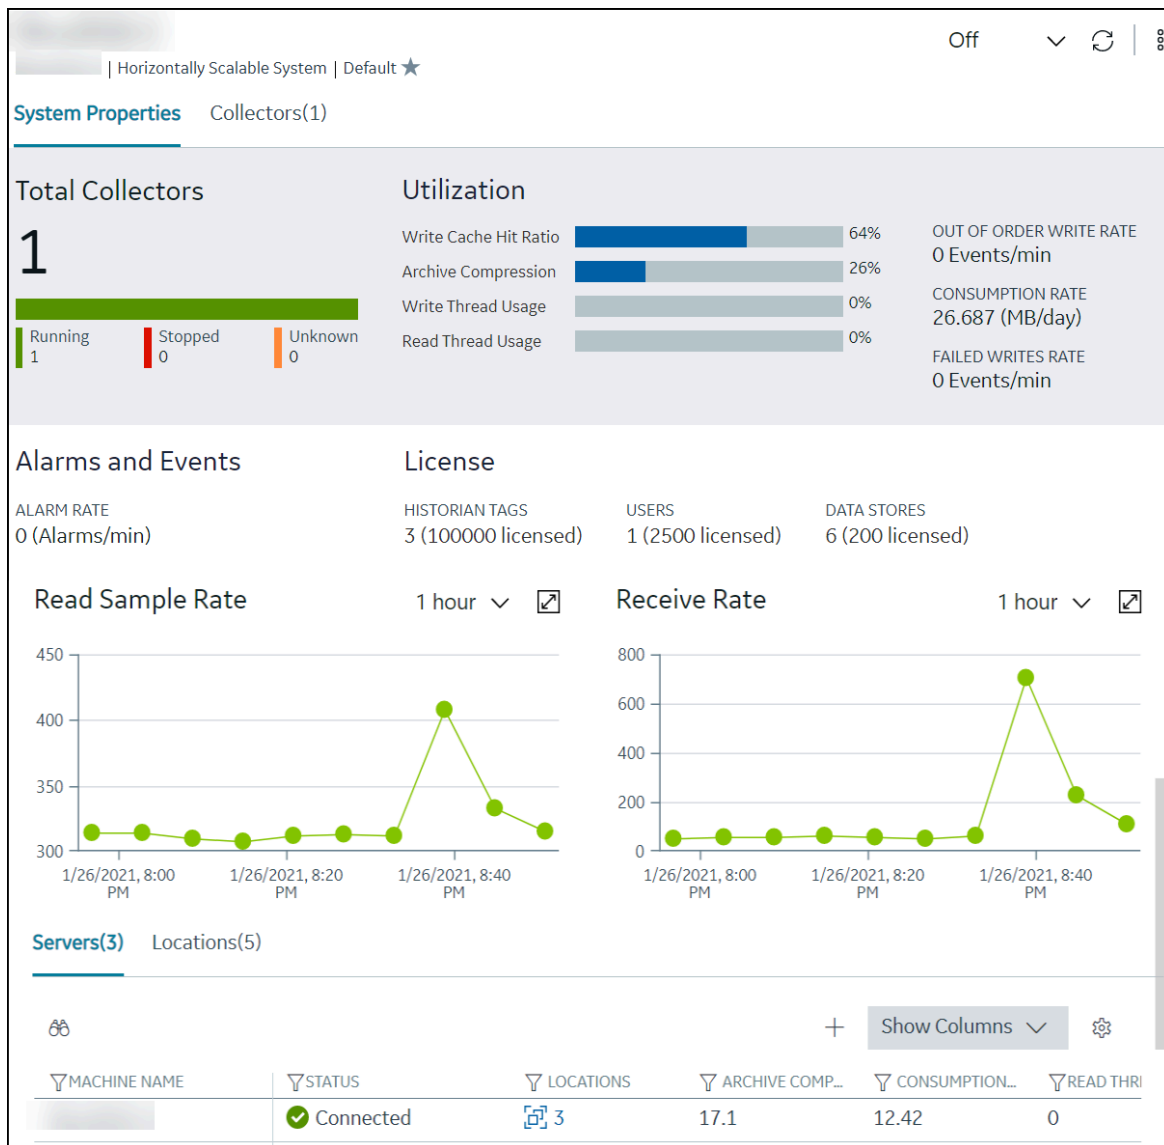 Off
| Horizontally Scalable System | Default
System Properties Collectors(1)
Total Collectors
1
Running
1
Stopped
0
Unknown
0
Utilization
Write Cache Hit Ratio 64%
Archive Compression 26%
Write Thread Usage 0%
Read Thread Usage 0%
OUT OF ORDER WRITE RATE
0 Events/min
CONSUMPTION RATE
26.687 (MB/day)
FAILED WRITES RATE
0 Events/min
Alarms and Events
ALARM RATE
0 (Alarms/min)
License
HISTORIAN TAGS
3 (100000 licensed)
USERS
1 (2500 licensed)
DATA STORES
6 (200 licensed)
Read Sample Rate 1 hour
450
400
350
300
1/26/2021, 8:00
PM
1/26/2021, 8:20
PM
1/26/2021, 8:40
PM
Receive Rate 1 hour
800
600
400
200
0
1/26/2021, 8:00
PM
1/26/2021, 8:20
PM
1/26/2021, 8:40
PM
Servers(3) Locations(5)
Show Columns
MACHINE NAME STATUS LOCATIONS ARCHIVE COMP... CONSUMPTION... READ THRI
Connected 3 17.1 12.42 0